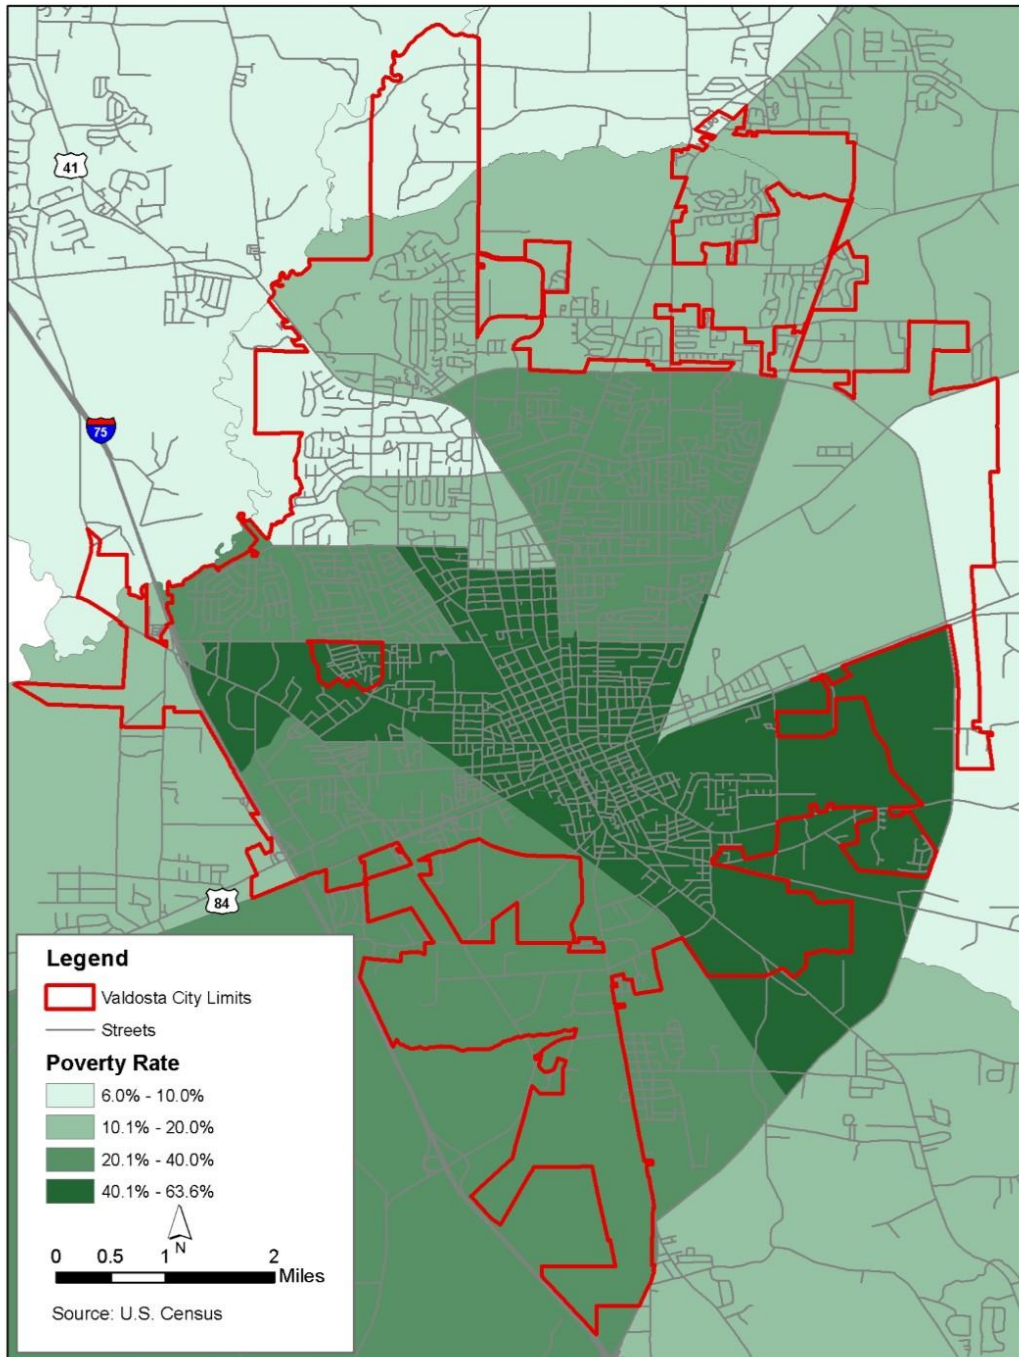 41
75
84
Legend
Valdosta City Limits
Streets
Poverty Rate
6.0% - 10.0%
10.1% - 20.0%
20.1% - 40.0%
40.1% - 63.6%
N
0 0.5 1 2
Miles
Source: U.S. Census